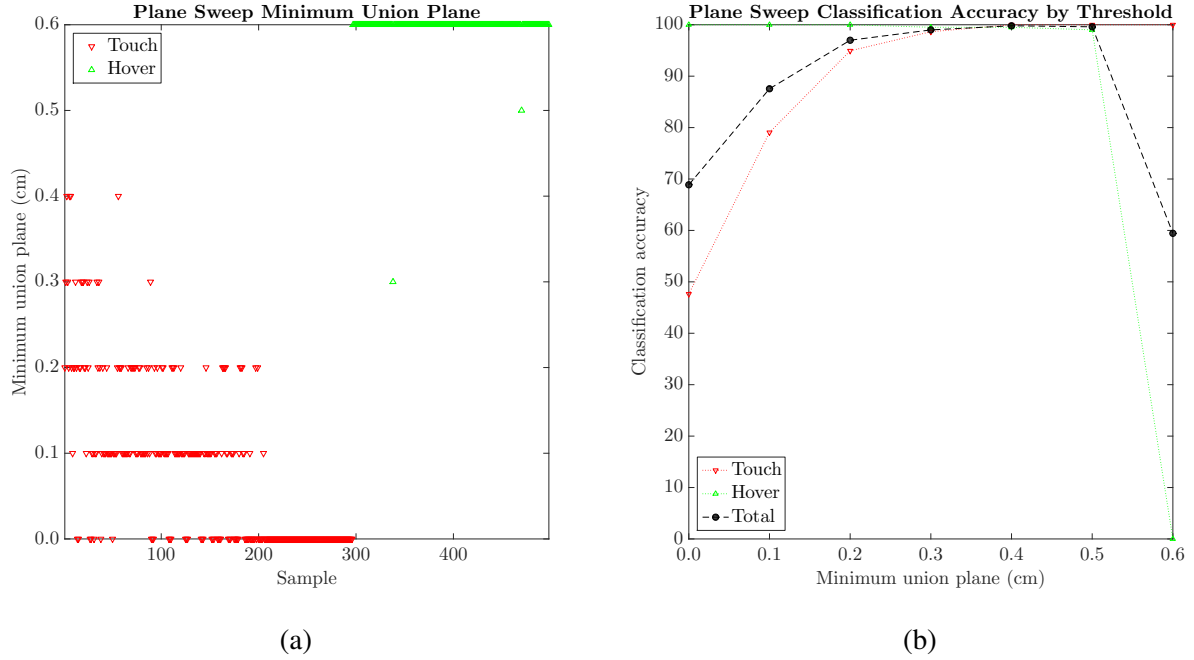 Plane Sweep Minimum Union Plane
0.6
0.5
0.4
0.3
0.2
0.1
0.0
Minimum union plane (cm)
Touch
Hover
100 200 300 400
Sample
(a)
Plane Sweep Classification Accuracy by Threshold
100
90
80
70
60
50
40
30
20
10
0
Classification accuracy
Touch
Hover
Total
0.0 0.1 0.2 0.3 0.4 0.5 0.6
Minimum union plane (cm)
(b)